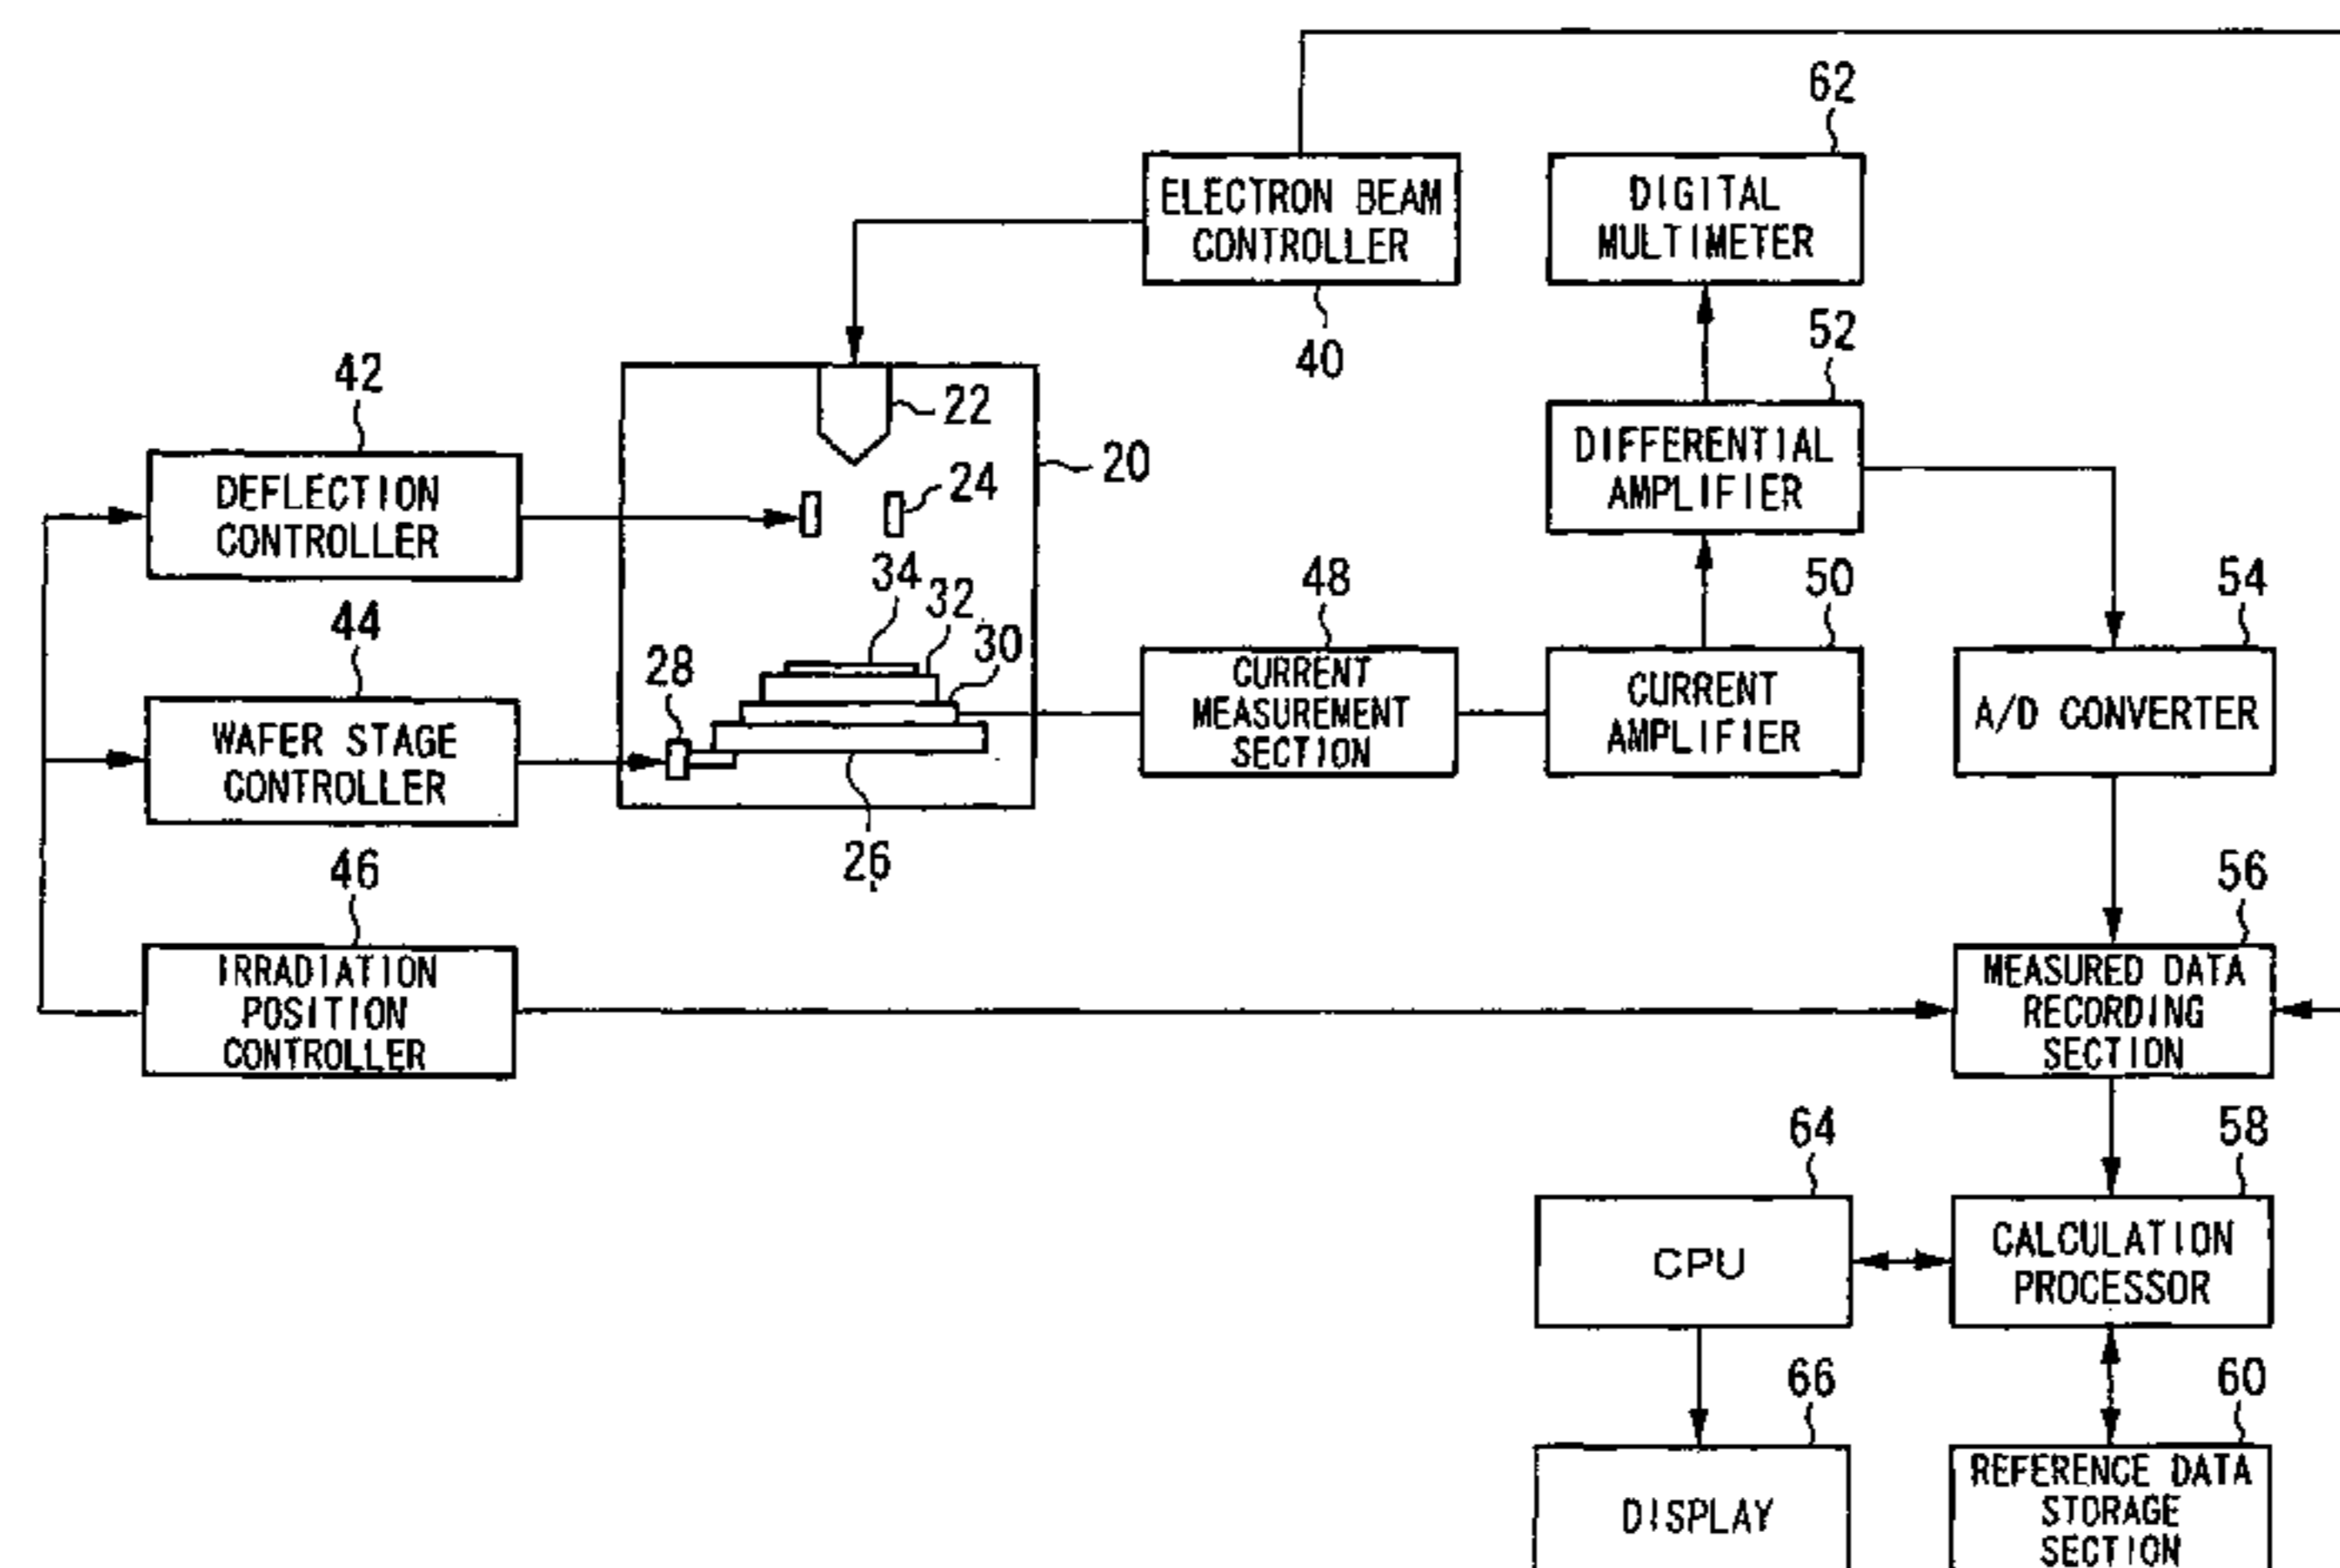 62
ELECTRON BEAM
CONTROLLER
40
DIGITAL
MULTIMETER
52
42
22
20
DIFFERENTIAL
AMPLIFIER
DEFLECTION
CONTROLLER
24
34
32
30
28
26
44
48
50
54
WAFER STAGE
CONTROLLER
CURRENT
MEASUREMENT
SECTION
CURRENT
AMPLIFIER
A/D CONVERTER
46
56
IRRADIATION
POSITION
CONTROLLER
MEASURED DATA
RECORDING
SECTION
64
58
CPU
CALCULATION
PROCESSOR
66
60
DISPLAY
REFERENCE DATA
STORAGE
SECTION